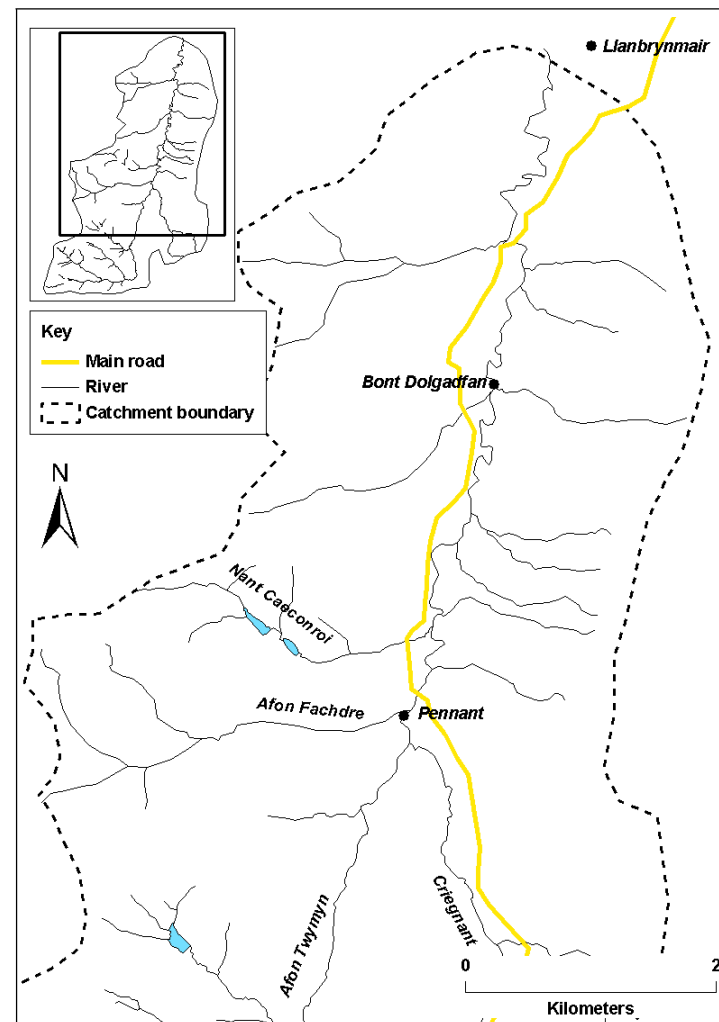 Llanbrynmair
Key
Main road
River
Catchment boundary
Bont Dolgadfan
N
Nant Caeconroi
Afon Fachdre
Pennant
Criegnant
Afon Twymyn
0 2
Kilometers